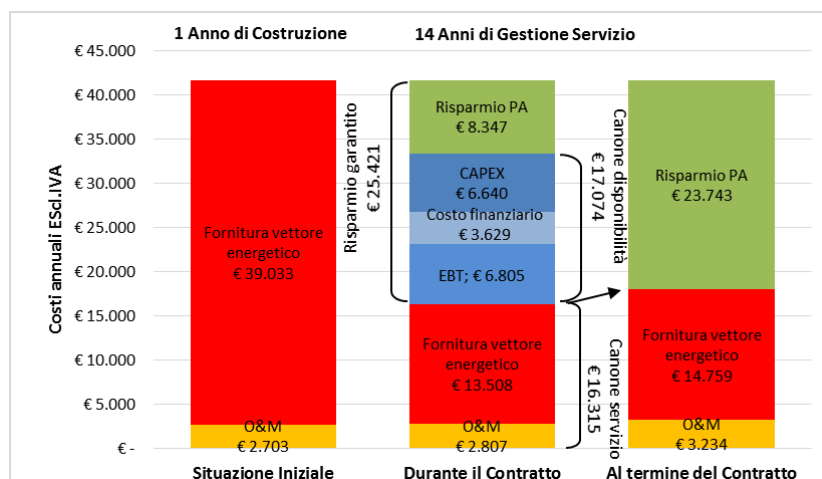 1 Anno di Costruzione
14 Anni di Gestione Servizio
Costi annuali EScl.IVA
€ 45.000
€ 40.000
€ 35.000
€ 30.000
€ 25.000
€ 20.000
€ 15.000
€ 10.000
€ 5.000
€ -
Fornitura vettore
energetico
€ 39.033
O&M
€ 2.703
Risparmio garantito
€ 25.421
Risparmio PA
€ 8.347
CAPEX
€ 6.640
Costo finanziario
€ 3.629
EBT; € 6.805
Fornitura vettore
energetico
€ 13.508
O&M
€ 2.807
Canone disponibilità
€ 17.074
Canone servizio
€ 16.315
Risparmio PA
€ 23.743
Fornitura vettore
energetico
€ 14.759
O&M
€ 3.234
Situazione Iniziale
Durante il Contratto
Al termine del Contratto